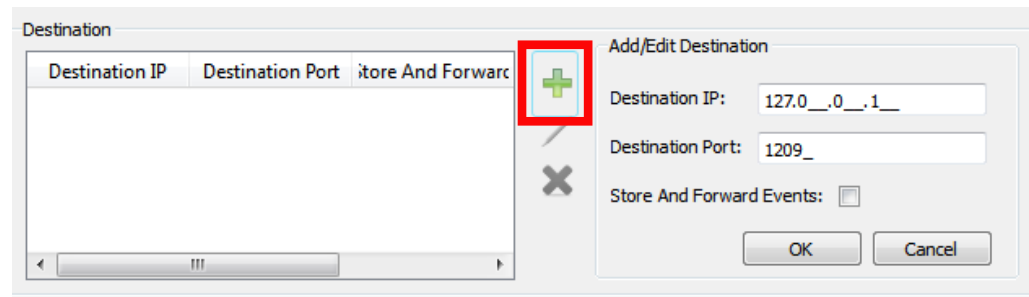 Destination
Destination IP Destination Port Store And Forward
Add/Edit Destination
Destination IP: 127.0__.0__.1__
Destination Port: 1209_
Store And Forward Events:
OK Cancel